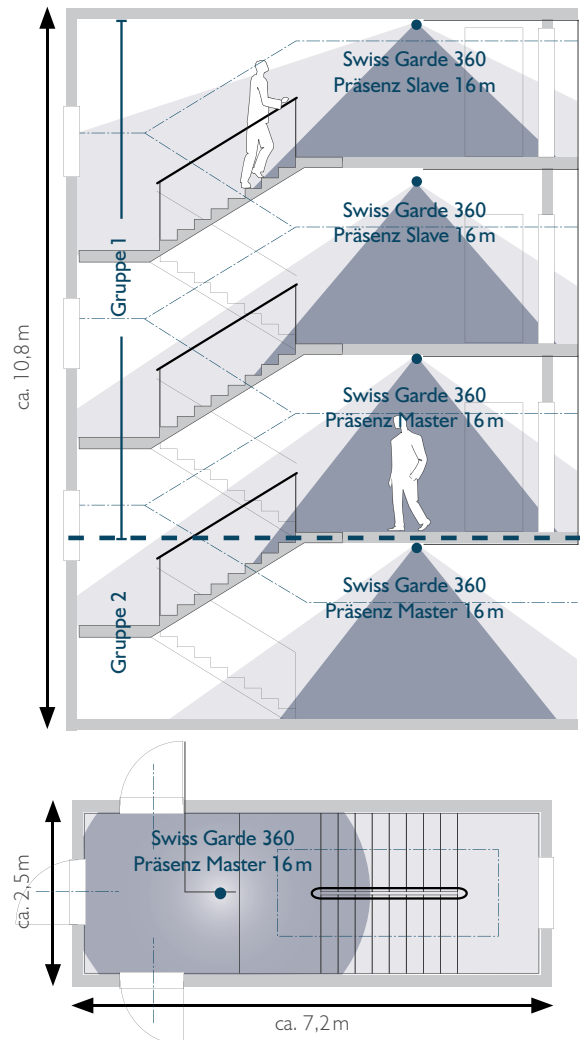 Swiss Garde 360
Präsenz Slave 16 m
Swiss Garde 360
Präsenz Slave 16 m
Gruppe 1
ca. 10,8 m
Swiss Garde 360
Präsenz Master 16 m
Swiss Garde 360
Präsenz Master 16 m
Gruppe 2
Swiss Garde 360
Präsenz Master 16 m
ca. 2,5 m
ca. 7,2 m